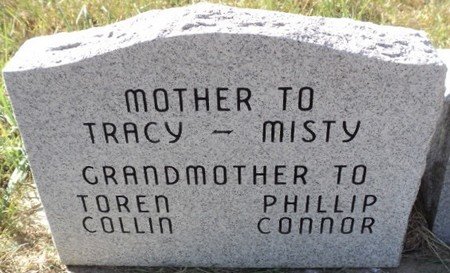 MOTHER TO
TRACY – MISTY
GRANDMOTHER TO
TOREN PHILLIP
COLLIN CONNOR